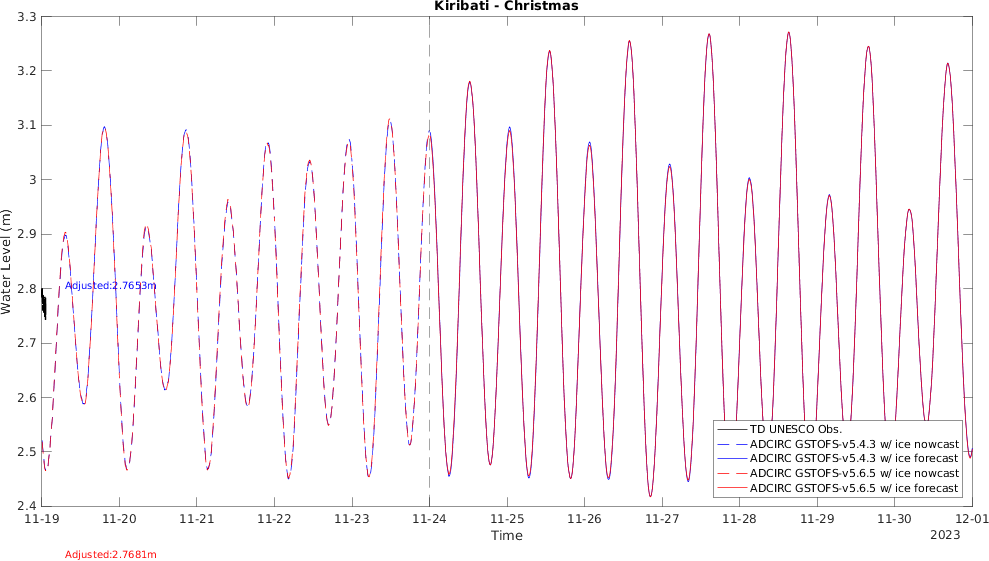 Kiribati - Christmas
3.3
3.2
3.1
3
2.9
2.8
2.7
2.6
2.5
2.4
Water Level (m)
Adjusted:2.7653m
TD UNESCO Obs.
ADCIRC GSTOFS-v5.4.3 w/ ice nowcast
ADCIRC GSTOFS-v5.4.3 w/ ice forecast
ADCIRC GSTOFS-v5.6.5 w/ ice nowcast
ADCIRC GSTOFS-v5.6.5 w/ ice forecast
11-19 11-20 11-21 11-22 11-23 11-24 11-25 11-26 11-27 11-28 11-29 11-30 12-01
Time
2023
Adjusted:2.7681m